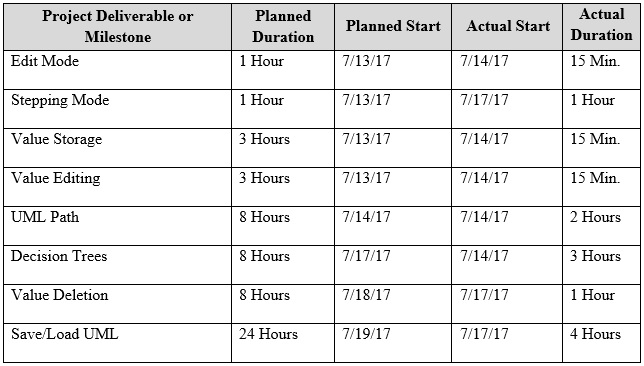 Project Deliverable or Milestone | Planned Duration | Planned Start | Actual Start | Actual Duration
Edit Mode | 1 Hour | 7/13/17 | 7/14/17 | 15 Min.
Stepping Mode | 1 Hour | 7/13/17 | 7/17/17 | 1 Hour
Value Storage | 3 Hours | 7/13/17 | 7/14/17 | 15 Min.
Value Editing | 3 Hours | 7/13/17 | 7/14/17 | 15 Min.
UML Path | 8 Hours | 7/14/17 | 7/14/17 | 2 Hours
Decision Trees | 8 Hours | 7/17/17 | 7/14/17 | 3 Hours
Value Deletion | 8 Hours | 7/18/17 | 7/17/17 | 1 Hour
Save/Load UML | 24 Hours | 7/19/17 | 7/17/17 | 4 Hours